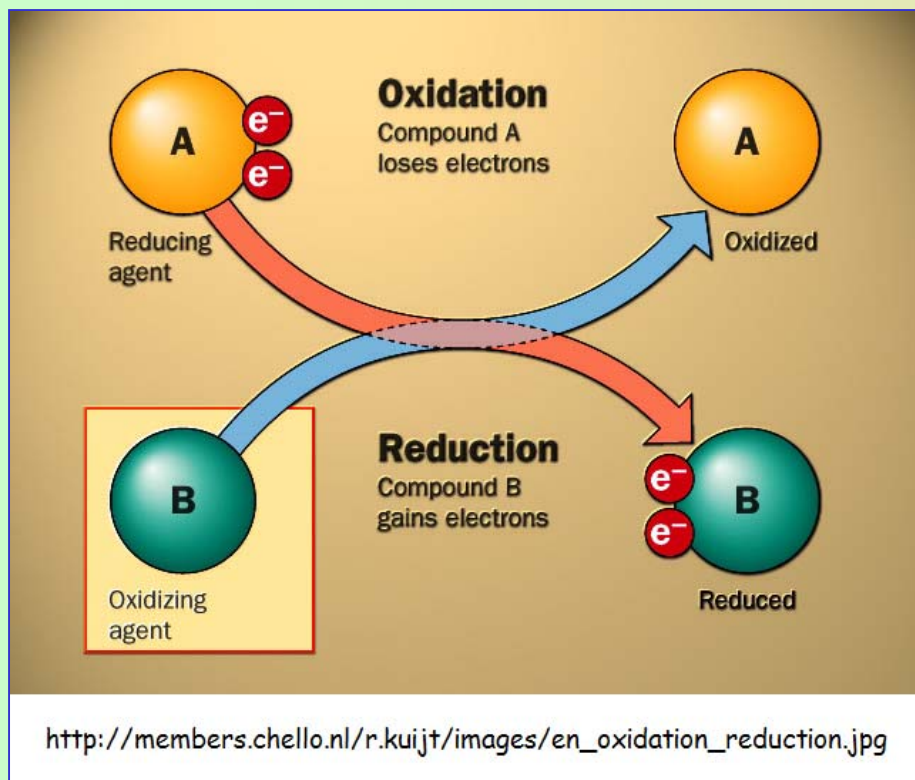 Oxidation
Compound A
loses electrons
A
e–
e–
Reducing
agent
A
Oxidized
Reduction
Compound B
gains electrons
B
Oxidizing
agent
e–
e–
B
Reduced
http://members.chello.nl/r.kuijt/images/en_oxidation_reduction.jpg